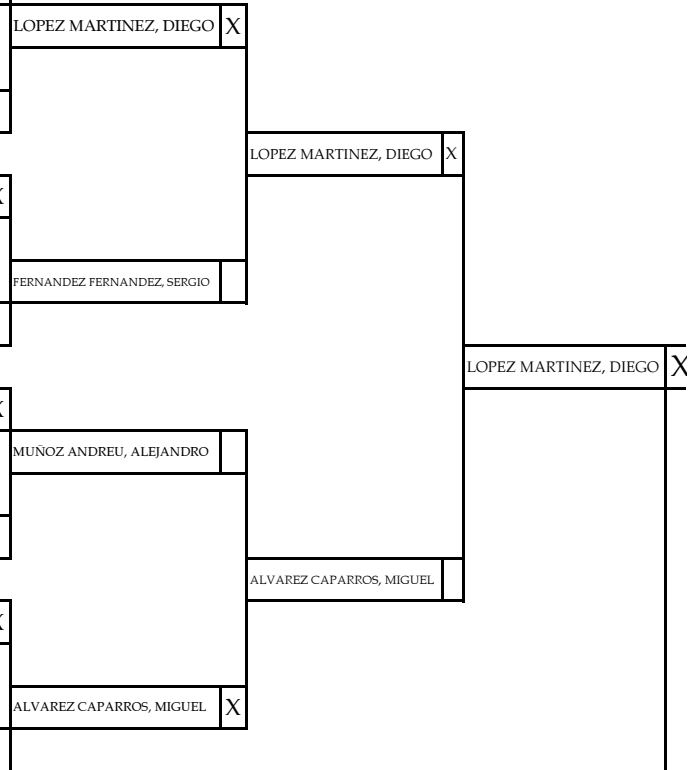 LOPEZ MARTINEZ, DIEGO X
LOPEZ MARTINEZ, DIEGO X
X
FERNANDEZ FERNANDEZ, SERGIO
LOPEZ MARTINEZ, DIEGO X
X
MUÑOZ ANDREU, ALEJANDRO
ALVAREZ CAPARROS, MIGUEL
X
ALVAREZ CAPARROS, MIGUEL X